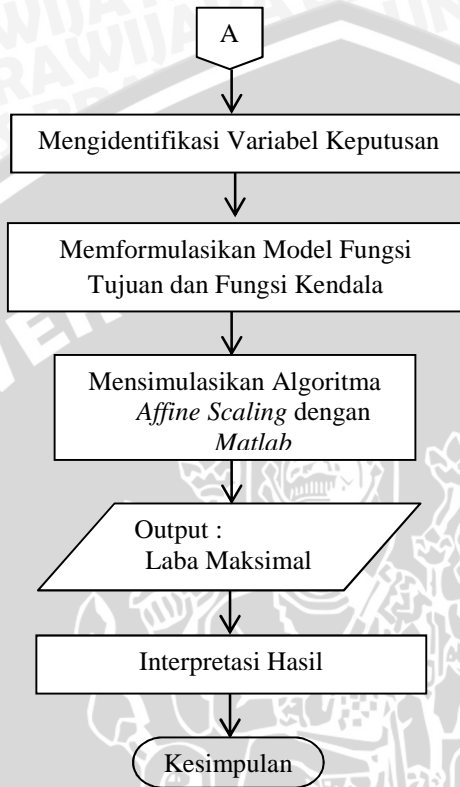 A
Mengidentifikasi Variabel Keputusan
Memformulasikan Model Fungsi
Tujuan dan Fungsi Kendala
Mensimulasikan Algoritma
Affine Scaling dengan
Matlab
Output :
Laba Maksimal
Interpretasi Hasil
Kesimpulan